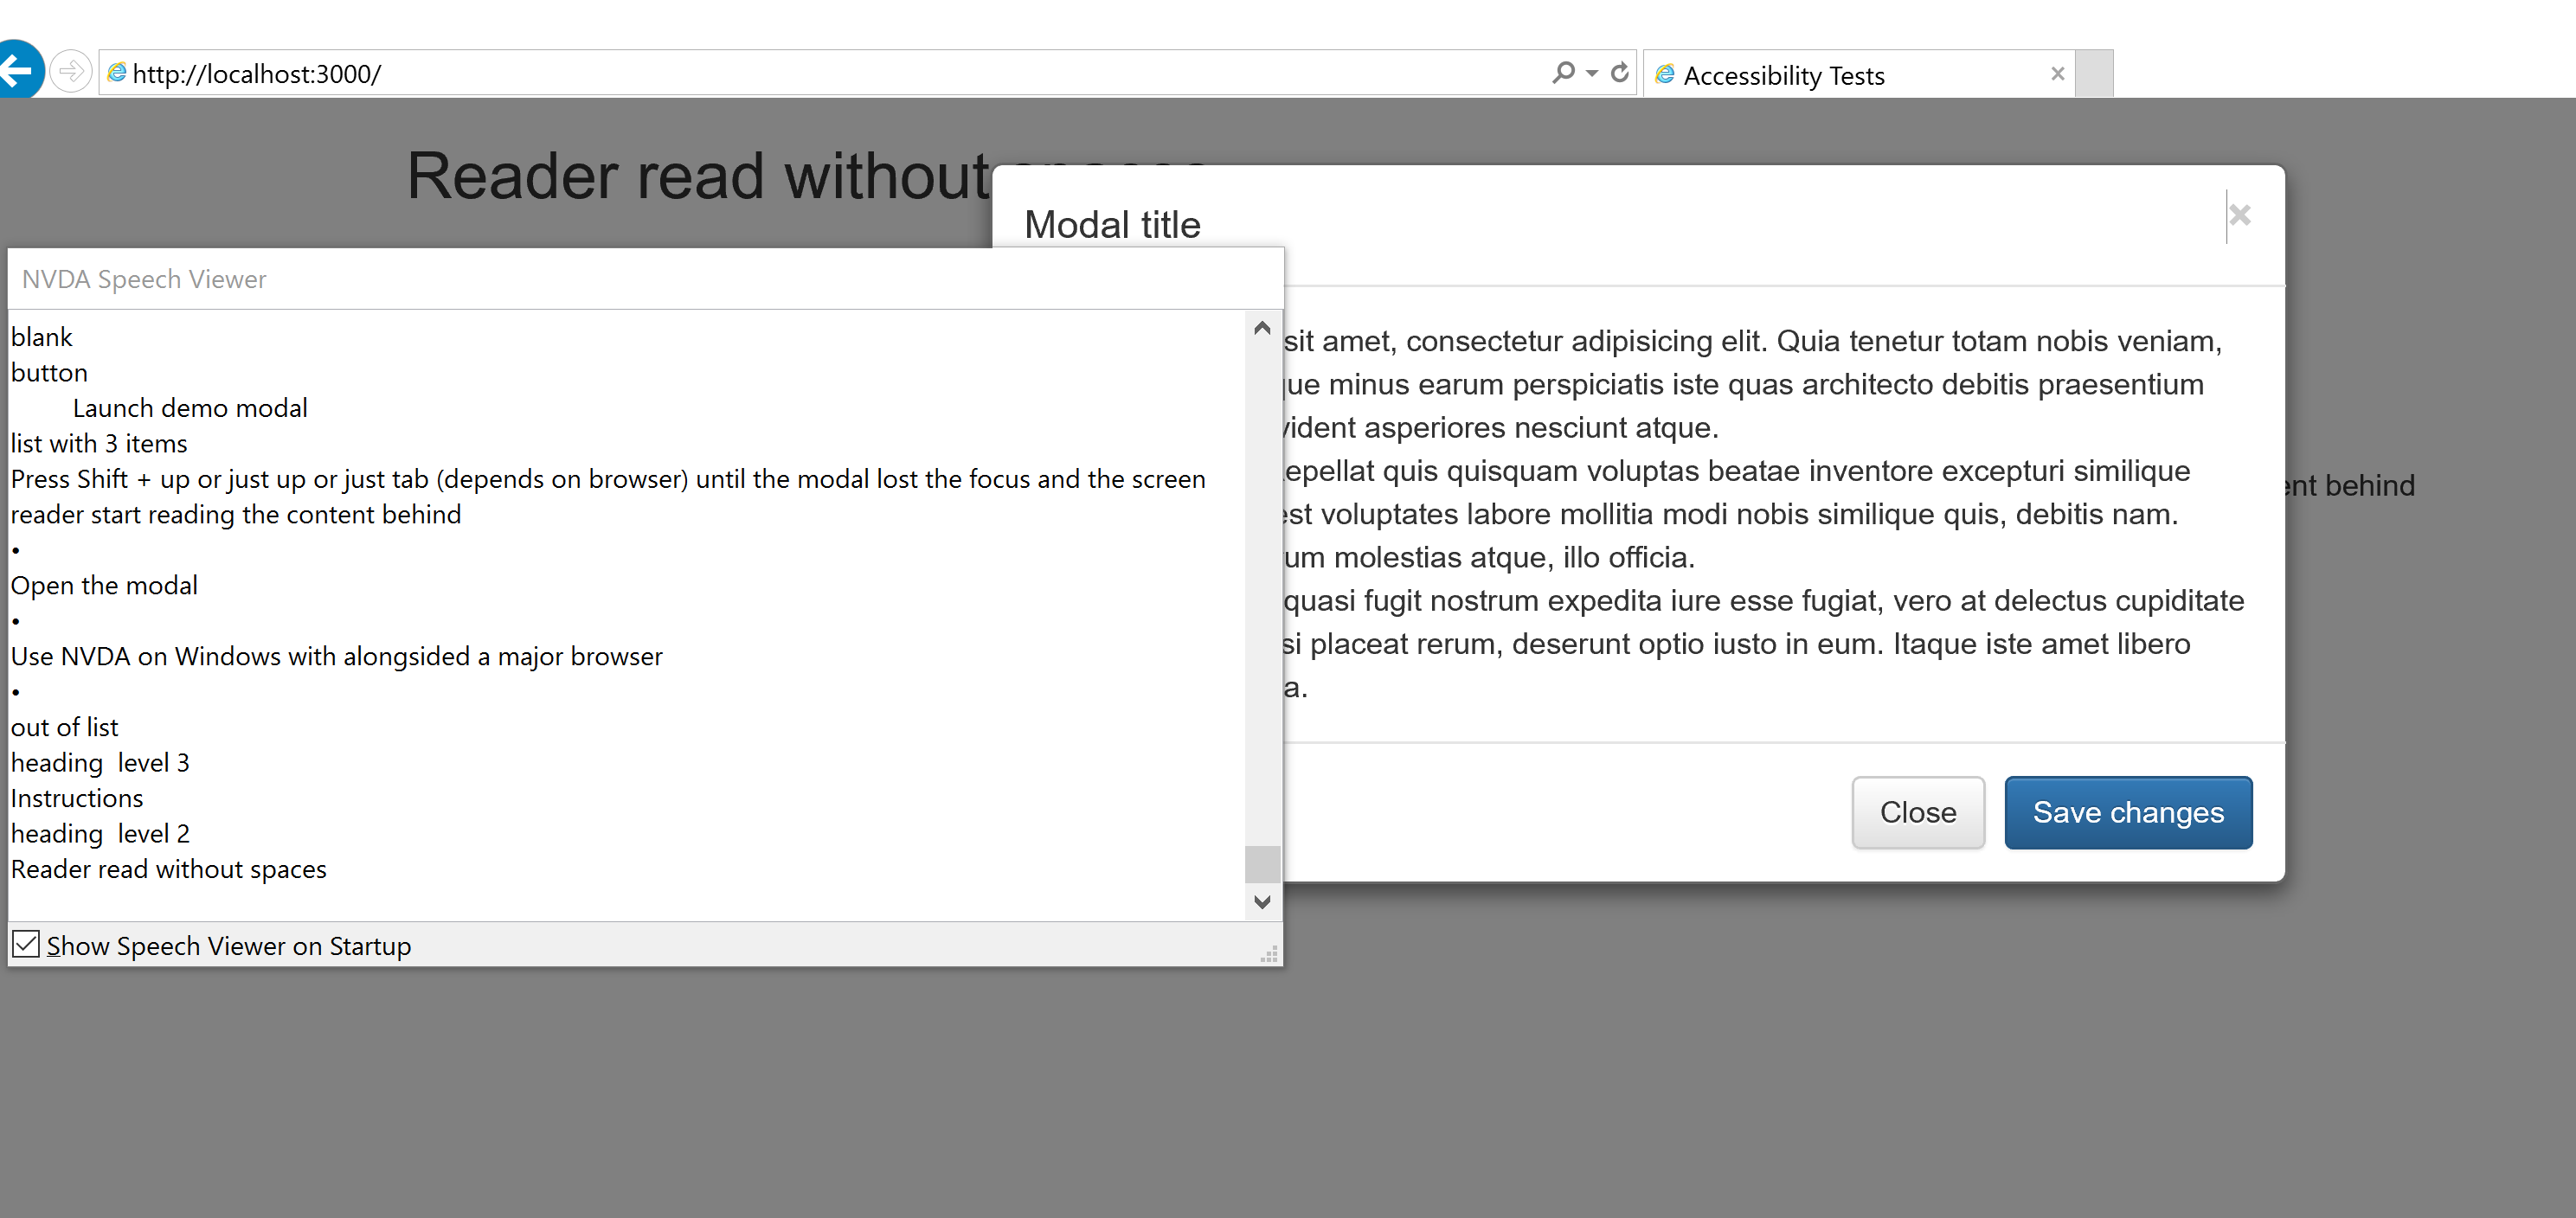 http://localhost:3000/
Accessibility Tests
Reader read without
Modal title
NVDA Speech Viewer
blank
button
Launch demo modal
list with 3 items
Press Shift + up or just up or just tab (depends on browser) until the modal lost the focus and the screen
reader start reading the content behind
•
Open the modal
•
Use NVDA on Windows with alongsided a major browser
•
out of list
heading  level 3
Instructions
heading  level 2
Reader read without spaces
Show Speech Viewer on Startup
sit amet, consectetur adipisicing elit. Quia tenetur totam nobis veniam,
minus earum perspiciatis iste quas architecto debitis praesentium
asperiores nesciunt atque.
quis quisquam voluptas beatae inventore excepturi similique
voluptates labore mollitia modi nobis similique quis, debitis nam.
molestias atque, illo officia.
quasi fugit nostrum expedita iure esse fugiat, vero at delectus cupiditate
placeat rerum, deserunt optio iusto in eum. Itaque iste amet libero
a.
behind
Close
Save changes